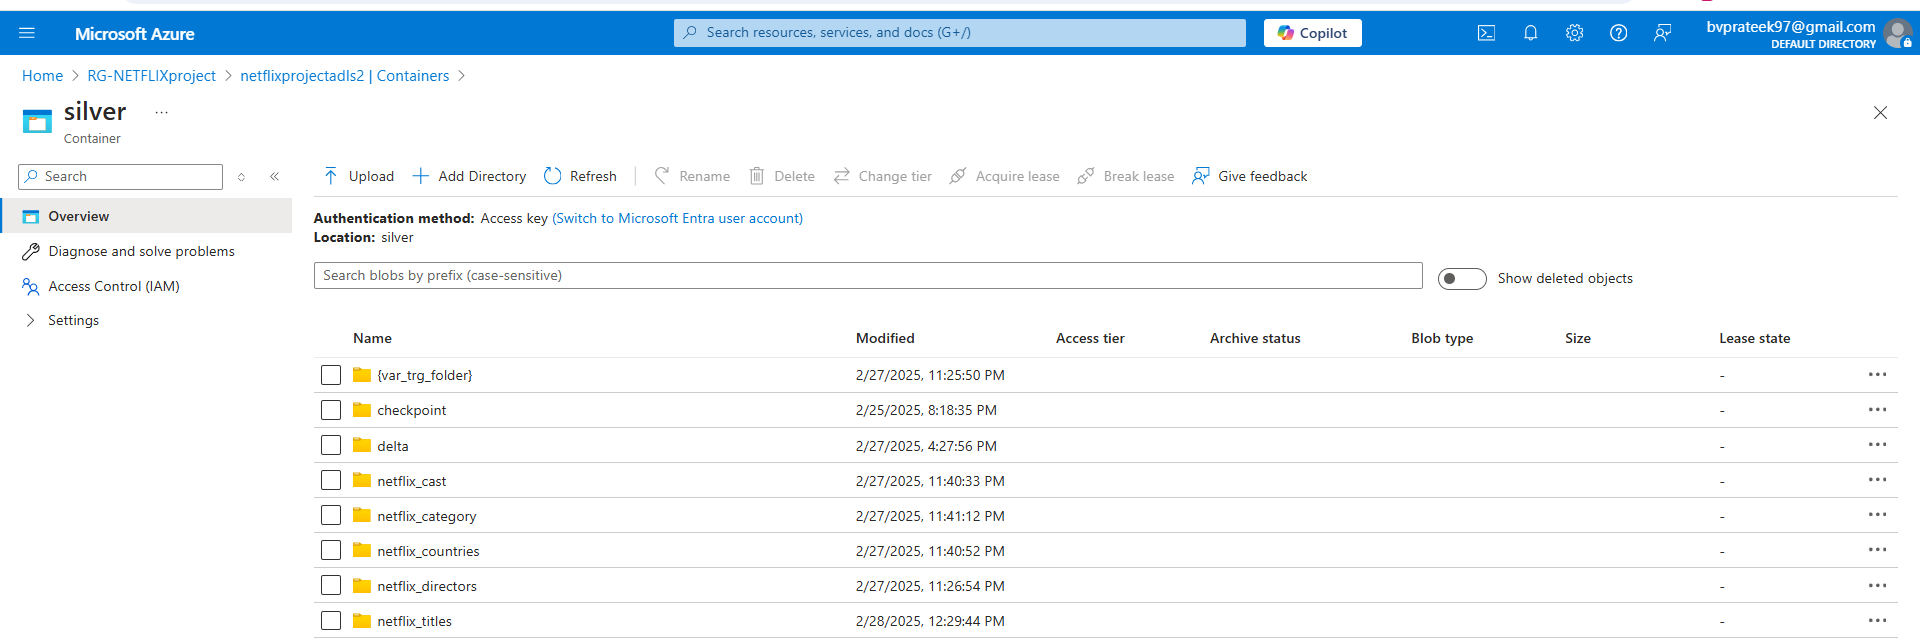 Microsoft Azure
Search resources, services, and docs (G+/)
Copilot
bvprateek97@gmail.com
DEFAULT DIRECTORY
Home > RG-NETFLIXproject > netflixprojectadls2 | Containers >
silver ...
Container
Search
Overview
Diagnose and solve problems
Access Control (IAM)
Settings
Upload Add Directory Refresh Rename Delete Change tier Acquire lease Break lease Give feedback
Authentication method: Access key (Switch to Microsoft Entra user account)
Location: silver
Search blobs by prefix (case-sensitive)
Show deleted objects
Name Modified Access tier Archive status Blob type Size Lease state
{var_trg_folder} 2/27/2025, 11:25:50 PM -
checkpoint 2/25/2025, 8:18:35 PM -
delta 2/27/2025, 4:27:56 PM -
netflix_cast 2/27/2025, 11:40:33 PM -
netflix_category 2/27/2025, 11:41:12 PM -
netflix_countries 2/27/2025, 11:40:52 PM -
netflix_directors 2/27/2025, 11:26:54 PM -
netflix_titles 2/28/2025, 12:29:44 PM -